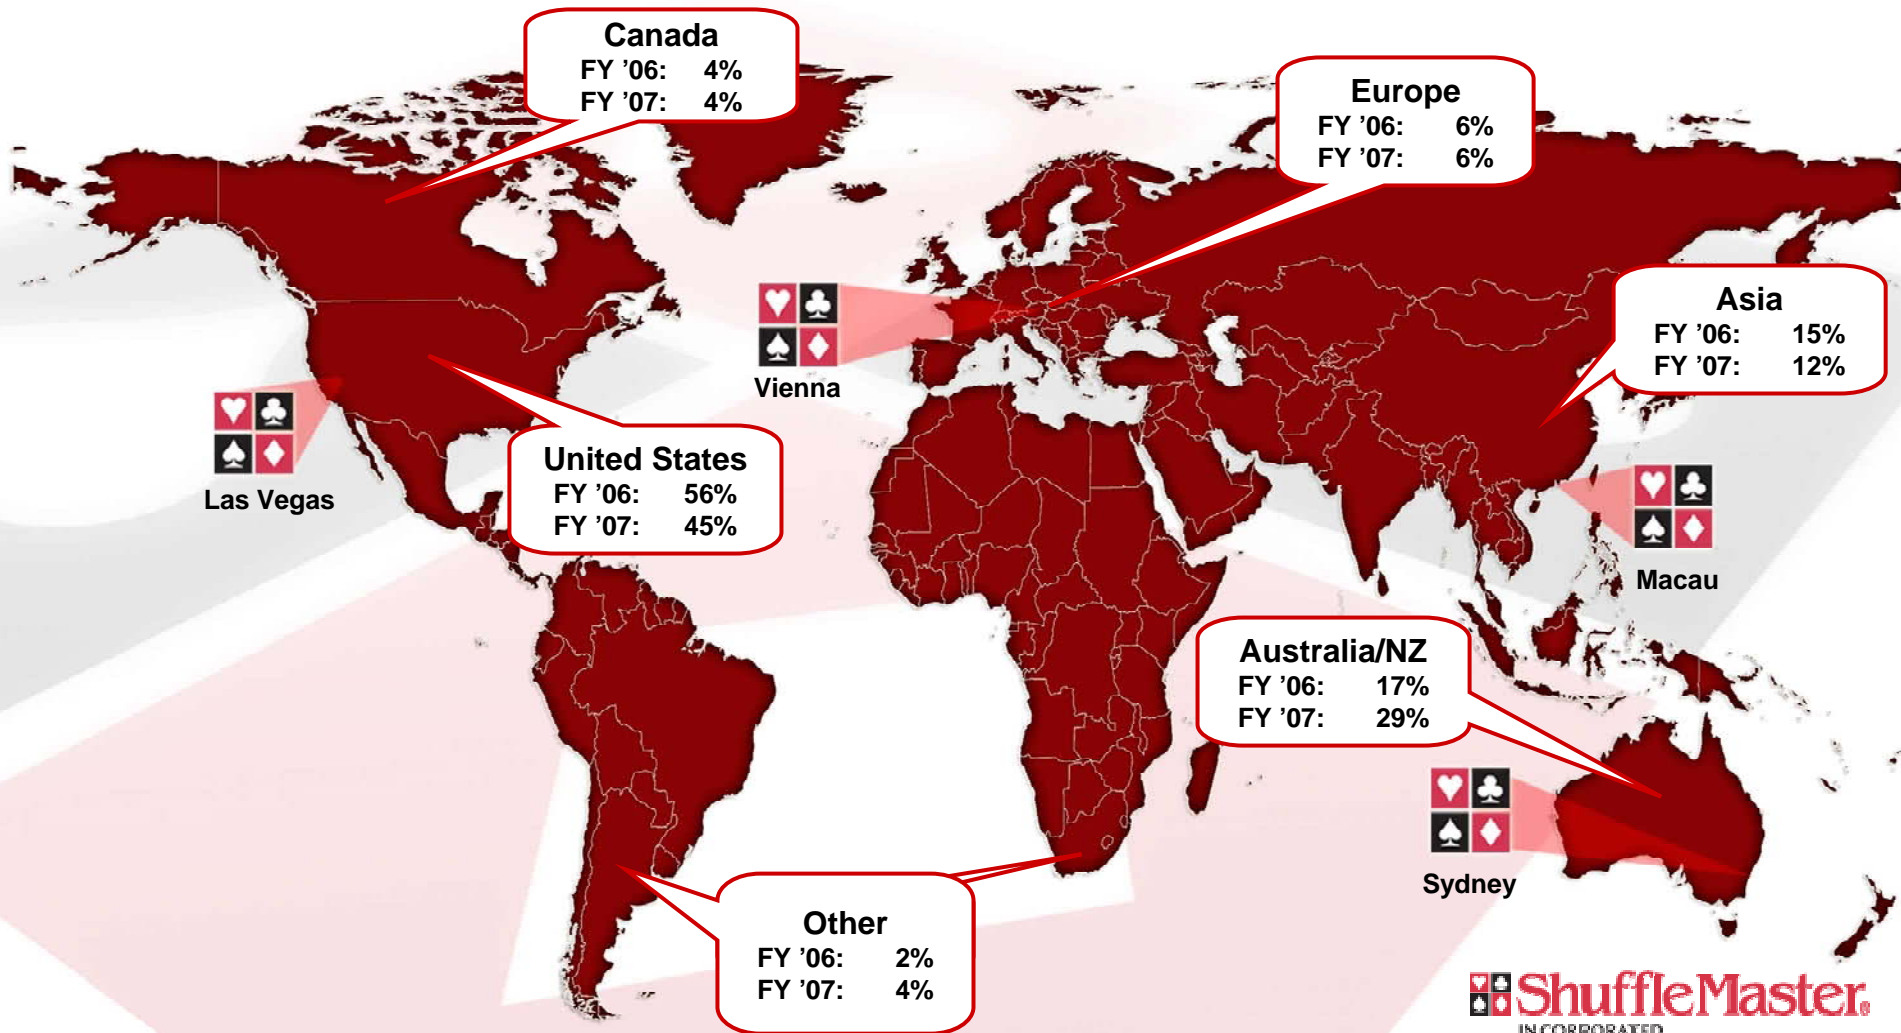 Canada
FY '06: 4%
FY '07: 4%
Europe
FY '06: 6%
FY '07: 6%
Asia
FY '06: 15%
FY '07: 12%
Vienna
Las Vegas
United States
FY '06: 56%
FY '07: 45%
Macau
Australia/NZ
FY '06: 17%
FY '07: 29%
Sydney
Other
FY '06: 2%
FY '07: 4%
ShuffleMaster®
INCORPORATED